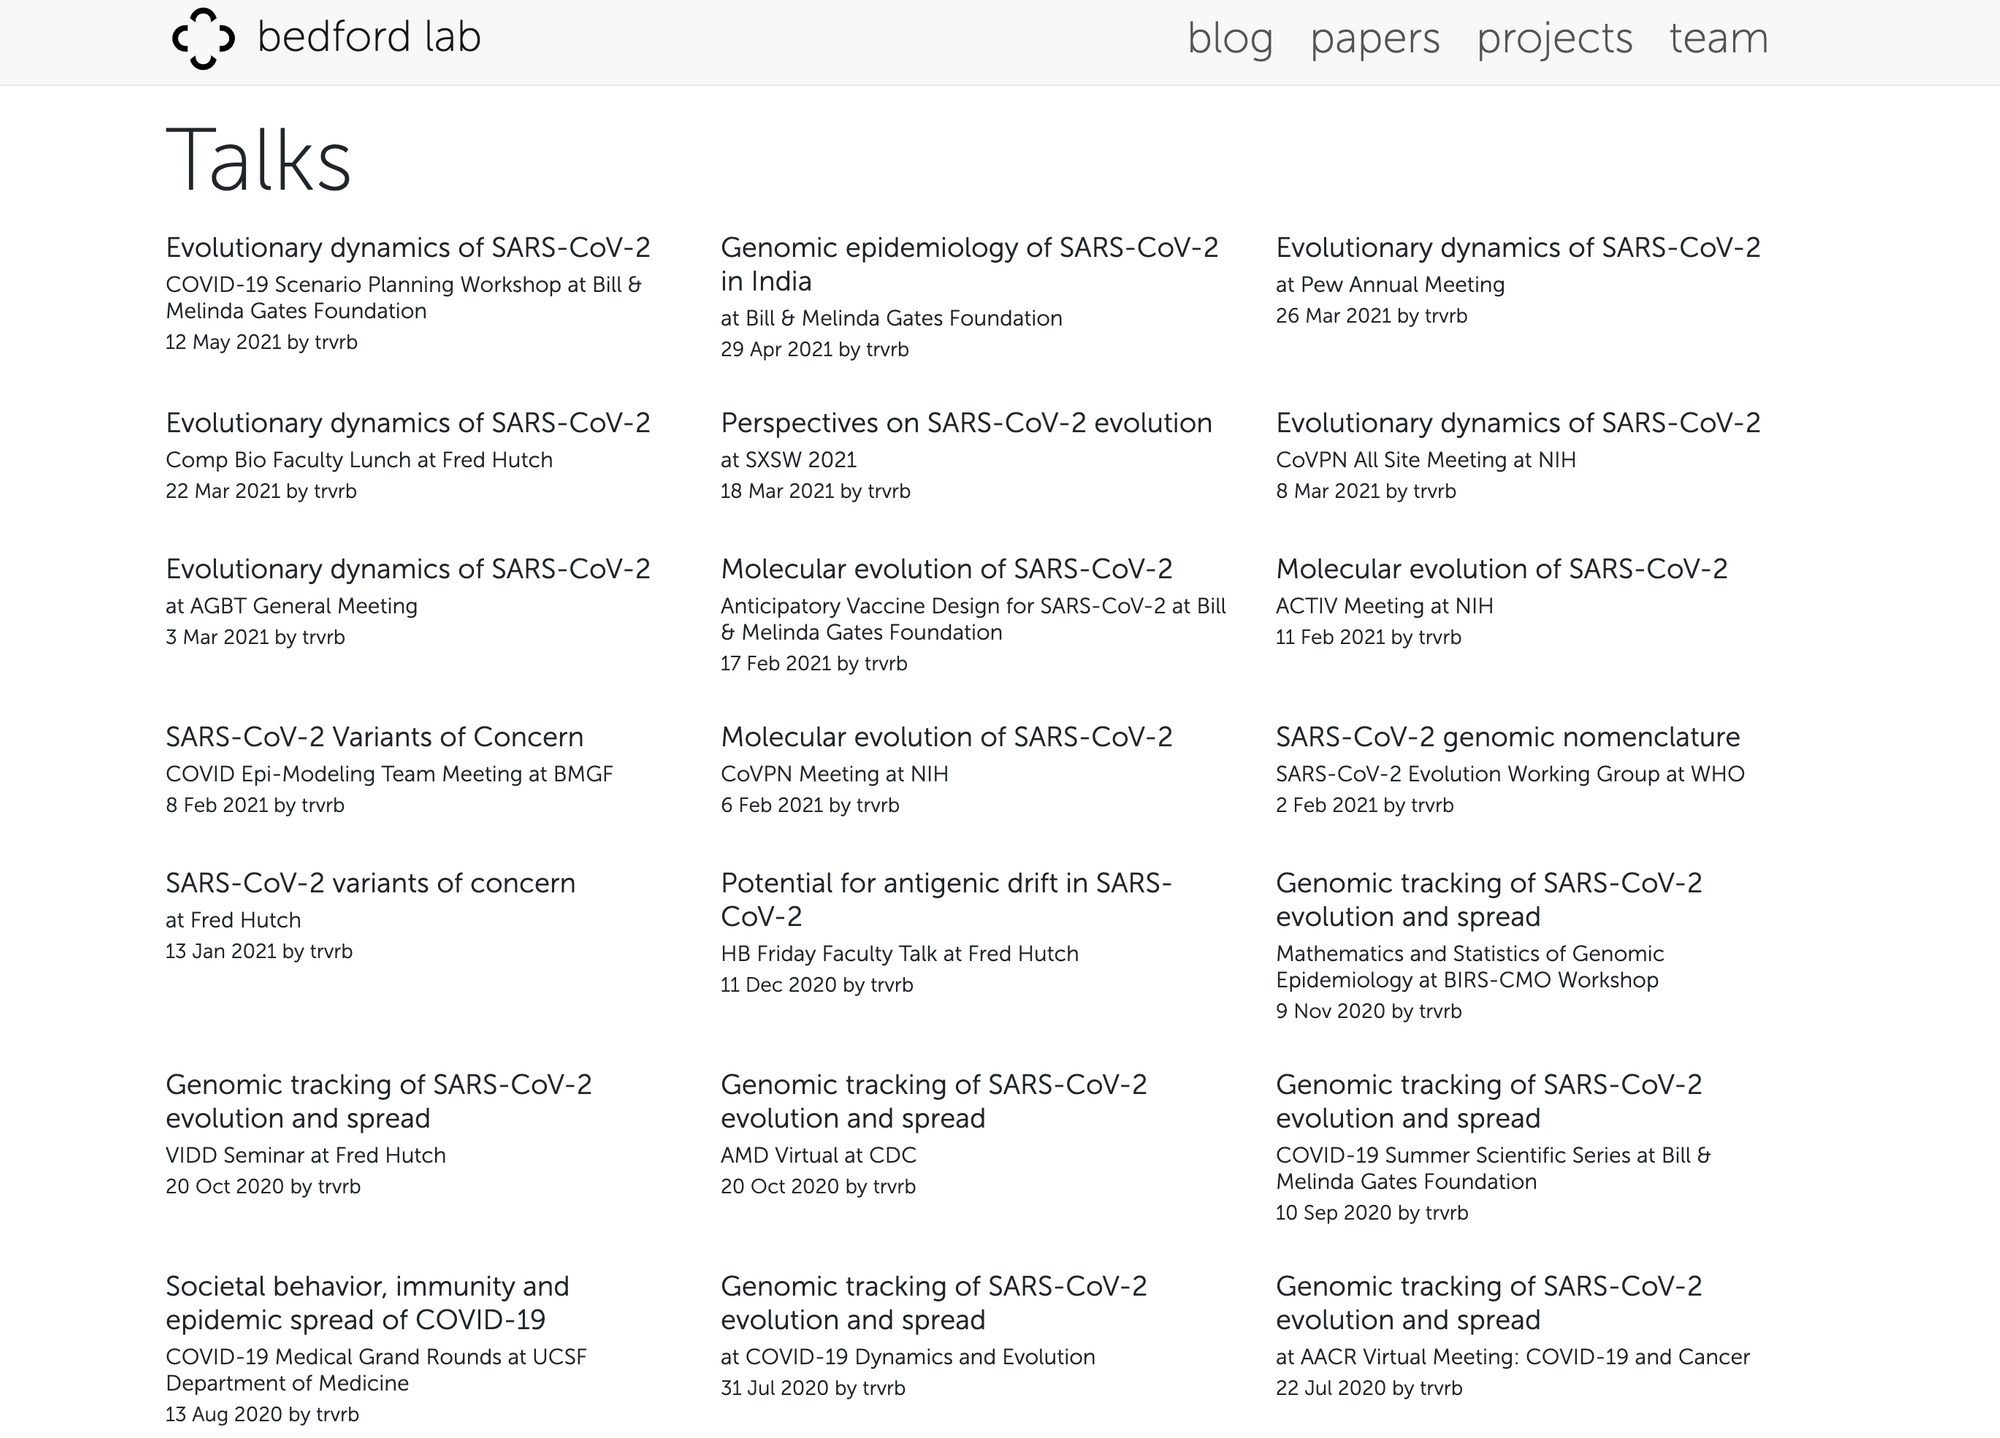 bedford lab
blog papers projects team
Talks
Evolutionary dynamics of SARS-CoV-2
COVID-19 Scenario Planning Workshop at Bill &
Melinda Gates Foundation
12 May 2021 by trvrb
Genomic epidemiology of SARS-CoV-2
in India
at Bill & Melinda Gates Foundation
29 Apr 2021 by trvrb
Evolutionary dynamics of SARS-CoV-2
at Pew Annual Meeting
26 Mar 2021 by trvrb
Evolutionary dynamics of SARS-CoV-2
Comp Bio Faculty Lunch at Fred Hutch
22 Mar 2021 by trvrb
Perspectives on SARS-CoV-2 evolution
at SXSW 2021
18 Mar 2021 by trvrb
Evolutionary dynamics of SARS-CoV-2
CoVPN All Site Meeting at NIH
8 Mar 2021 by trvrb
Evolutionary dynamics of SARS-CoV-2
at AGBT General Meeting
3 Mar 2021 by trvrb
Molecular evolution of SARS-CoV-2
Anticipatory Vaccine Design for SARS-CoV-2 at Bill
& Melinda Gates Foundation
17 Feb 2021 by trvrb
Molecular evolution of SARS-CoV-2
ACTIV Meeting at NIH
11 Feb 2021 by trvrb
SARS-CoV-2 Variants of Concern
COVID Epi-Modeling Team Meeting at BMGF
8 Feb 2021 by trvrb
Molecular evolution of SARS-CoV-2
CoVPN Meeting at NIH
6 Feb 2021 by trvrb
SARS-CoV-2 genomic nomenclature
SARS-CoV-2 Evolution Working Group at WHO
2 Feb 2021 by trvrb
SARS-CoV-2 variants of concern
at Fred Hutch
13 Jan 2021 by trvrb
Potential for antigenic drift in SARS-
CoV-2
HB Friday Faculty Talk at Fred Hutch
11 Dec 2020 by trvrb
Genomic tracking of SARS-CoV-2
evolution and spread
Mathematics and Statistics of Genomic
Epidemiology at BIRS-CMO Workshop
9 Nov 2020 by trvrb
Genomic tracking of SARS-CoV-2
evolution and spread
VIDD Seminar at Fred Hutch
20 Oct 2020 by trvrb
Genomic tracking of SARS-CoV-2
evolution and spread
AMD Virtual at CDC
20 Oct 2020 by trvrb
Genomic tracking of SARS-CoV-2
evolution and spread
COVID-19 Summer Scientific Series at Bill &
Melinda Gates Foundation
10 Sep 2020 by trvrb
Societal behavior, immunity and
epidemic spread of COVID-19
COVID-19 Medical Grand Rounds at UCSF
Department of Medicine
13 Aug 2020 by trvrb
Genomic tracking of SARS-CoV-2
evolution and spread
at COVID-19 Dynamics and Evolution
31 Jul 2020 by trvrb
Genomic tracking of SARS-CoV-2
evolution and spread
at AACR Virtual Meeting: COVID-19 and Cancer
22 Jul 2020 by trvrb